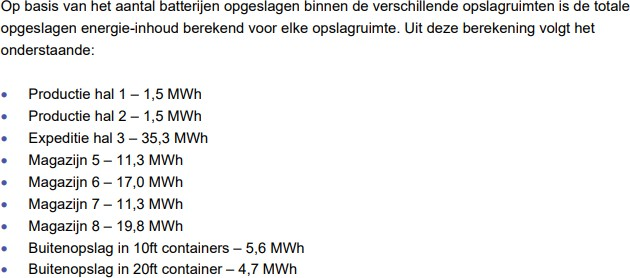 Op basis van het aantal batterijen opgeslagen binnen de verschillende opslagruimten is de totale
opgeslagen energie-inhoud berekend voor elke opslagruimte. Uit deze berekening volgt het
onderstaande:
• Productie hal 1 – 1,5 MWh
• Productie hal 2 – 1,5 MWh
• Expeditie hal 3 – 35,3 MWh
• Magazijn 5 – 11,3 MWh
• Magazijn 6 – 17,0 MWh
• Magazijn 7 – 11,3 MWh
• Magazijn 8 – 19,8 MWh
• Buitenopslag in 10ft containers – 5,6 MWh
• Buitenopslag in 20ft container – 4,7 MWh